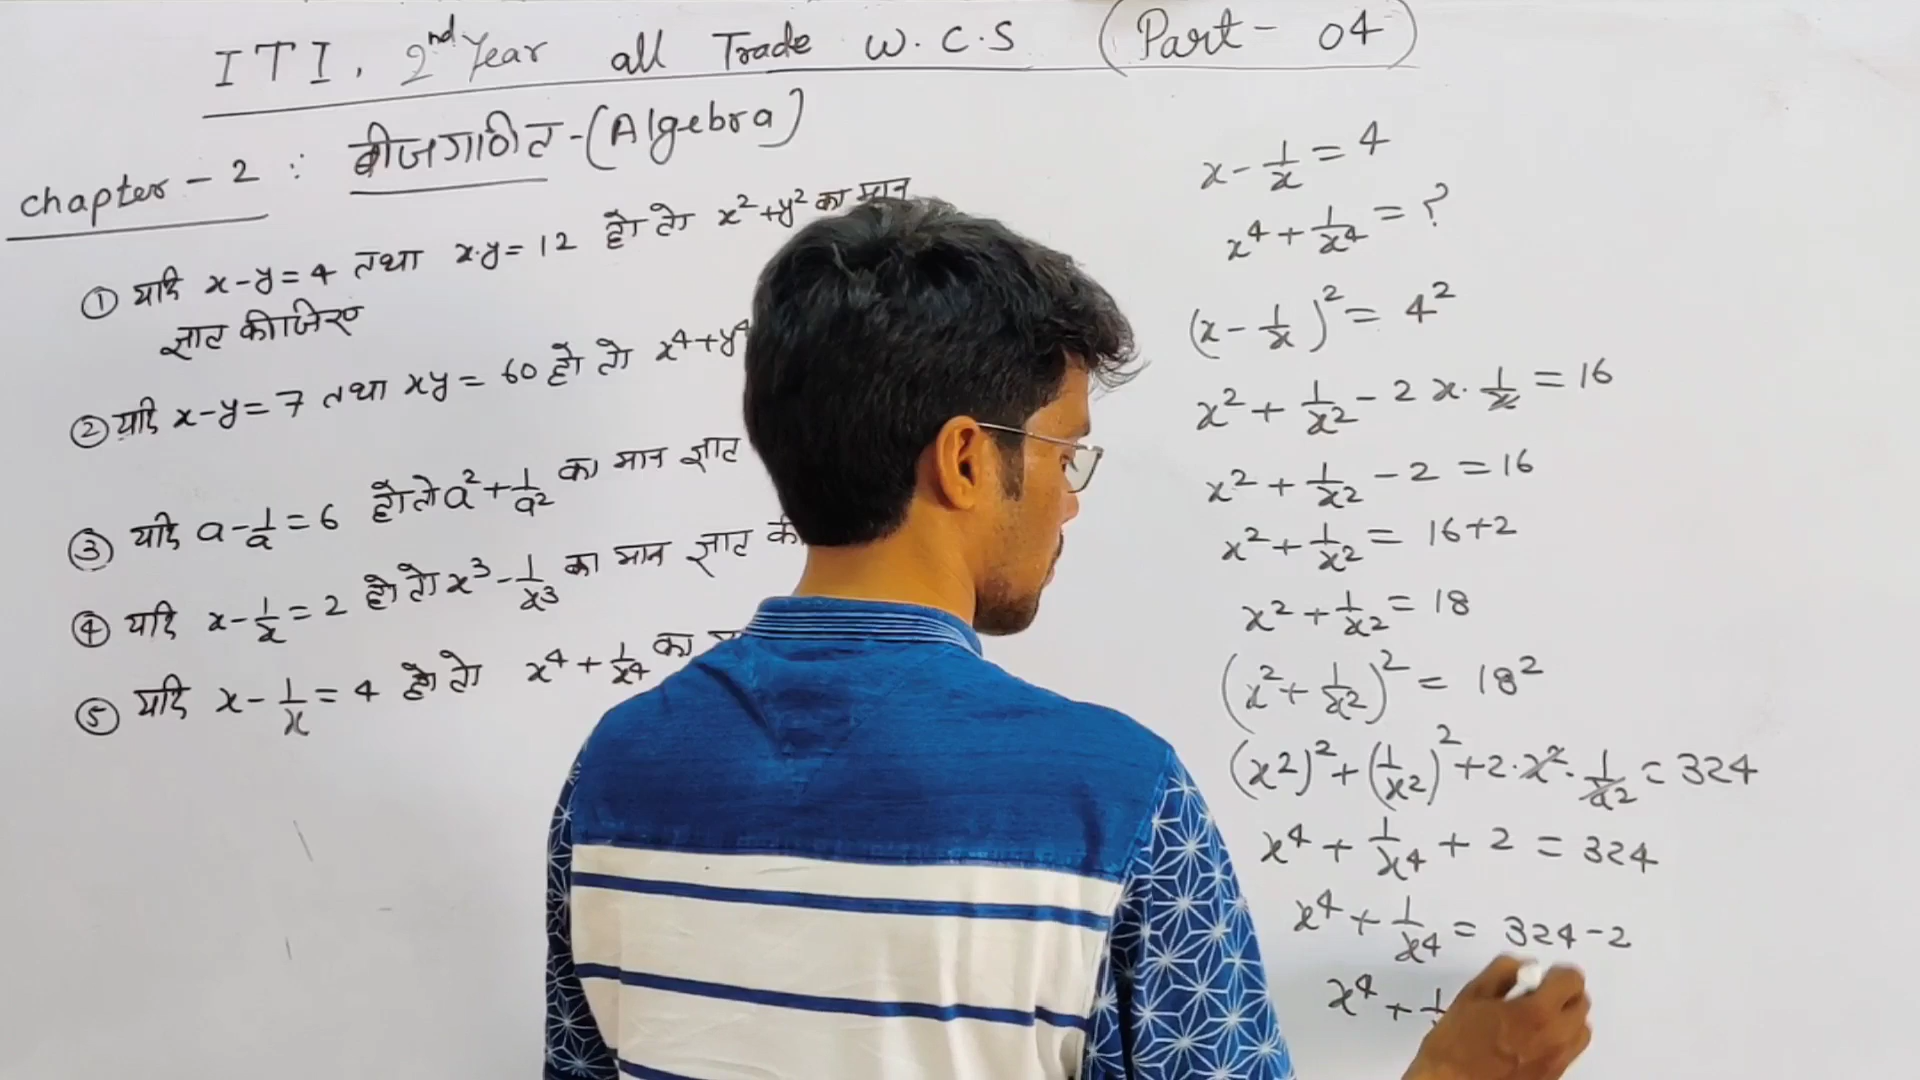 ITI, 2nd Year all Trade W.C.S (Part- 04)
chapter - 2 : बीजगणित-(Algebra)
① यदि x-y=4 तथा x.y=12 हो तो x²+y² का मान
ज्ञात कीजिए
② यदि x-y=7 तथा xy=60 हो तो x⁴+y⁴
③ यदि a-1/a=6 हो तो a²+1/a² का मान ज्ञात
④ यदि x-1/x=2 हो तो x³-1/x³ का मान ज्ञात की
⑤ यदि x-1/x=4 हो तो x⁴+1/x⁴ का
x-1/x=4
x⁴+1/x⁴=?
(x-1/x)²=4²
x²+1/x²-2x.1/x=16
x²+1/x²-2=16
x²+1/x²=16+2
x²+1/x²=18
(x²+1/x²)²=18²
(x²)²+(1/x²)²+2.x².1/x²=324
x⁴+1/x⁴+2=324
x⁴+1/x⁴=324-2
x⁴+1